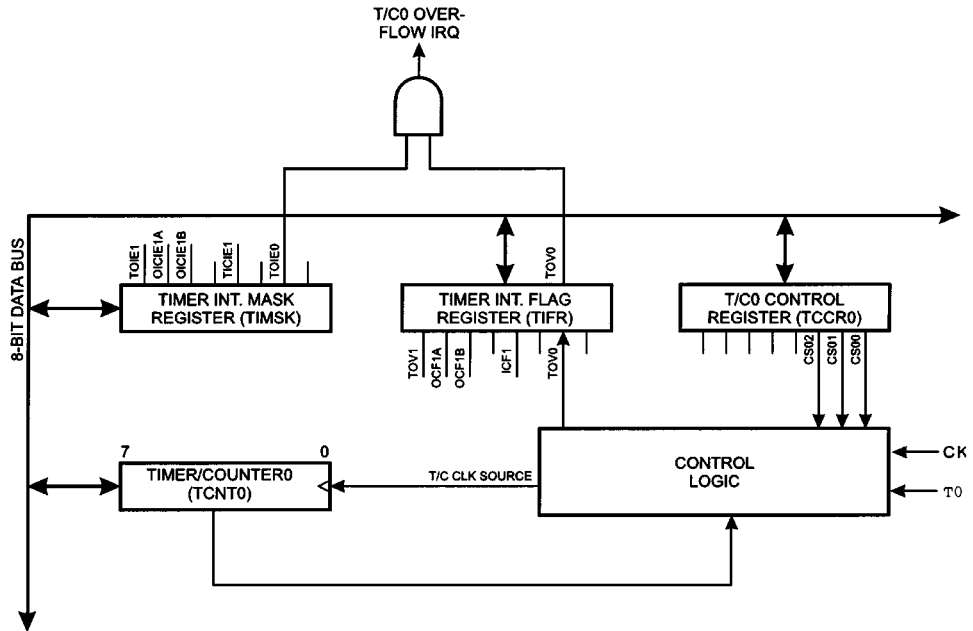 T/C0 OVER-
FLOW IRQ
8-BIT DATA BUS
TOIE1
OICIE1A
OICIE1B
TICIE1
TOIE0
TOV0
TIMER INT. MASK
REGISTER (TIMSK)
TIMER INT. FLAG
REGISTER (TIFR)
T/C0 CONTROL
REGISTER (TCCR0)
TOV1
OCF1A
OCF1B
ICF1
TOV0
CS02
CS01
CS00
7
0
TIMER/COUNTER0
(TCNT0)
T/C CLK SOURCE
CONTROL
LOGIC
CK
T0